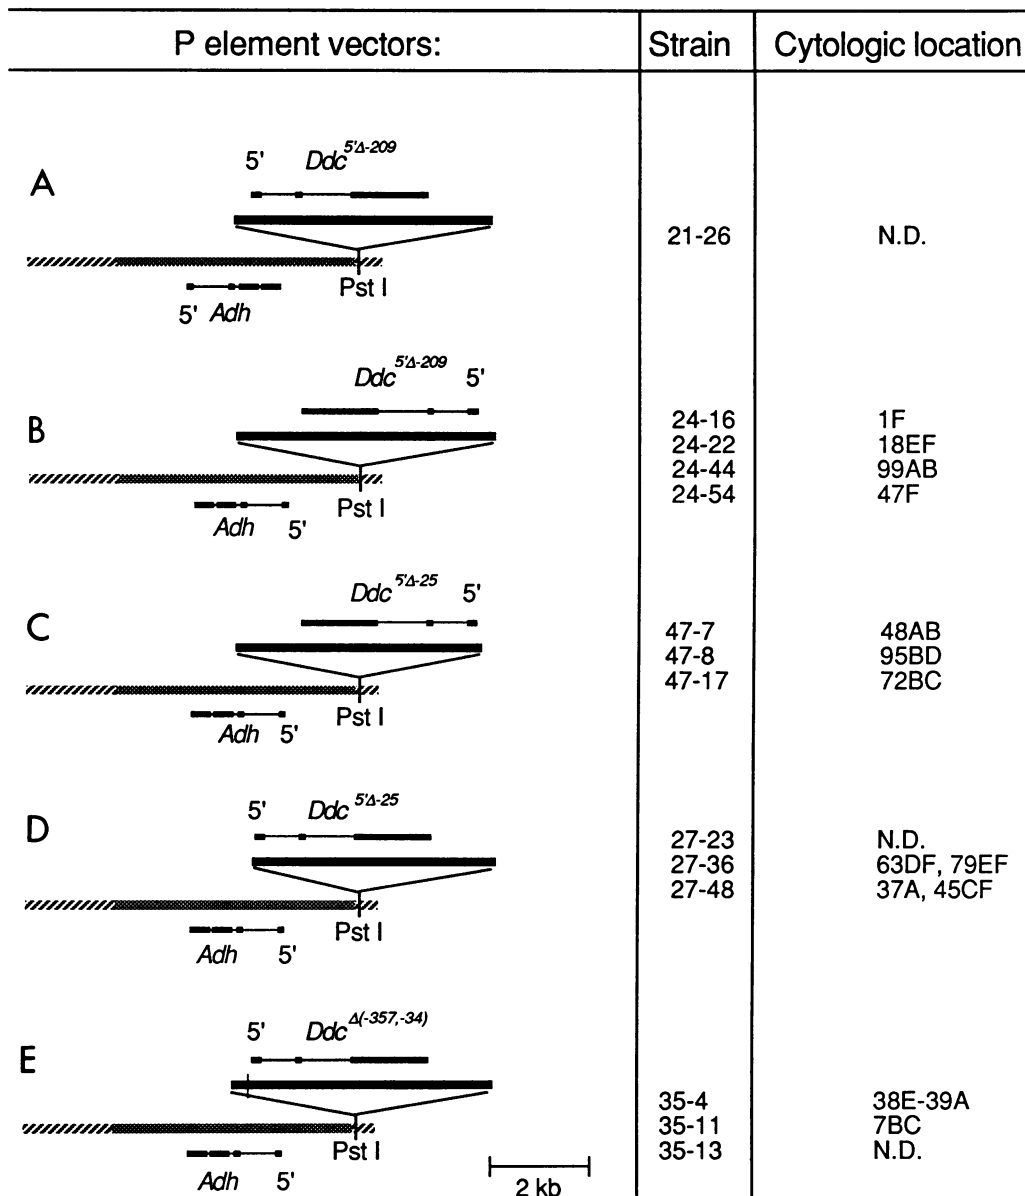 P element vectors: Strain Cytologic location
A
5' Ddc5'Δ-209
21-26 N.D.
Pst I
5' Adh
B
Ddc5'Δ-209 5'
24-16 1F
24-22 18EF
24-44 99AB
24-54 47F
Pst I
Adh 5'
C
Ddc5'Δ-25 5'
47-7 48AB
47-8 95BD
47-17 72BC
Pst I
Adh 5'
D
5' Ddc5'Δ-25
27-23 N.D.
27-36 63DF, 79EF
27-48 37A, 45CF
Pst I
Adh 5'
E
5' DdcΔ(-357,-34)
35-4 38E-39A
35-11 7BC
35-13 N.D.
Pst I
Adh 5'
2 kb